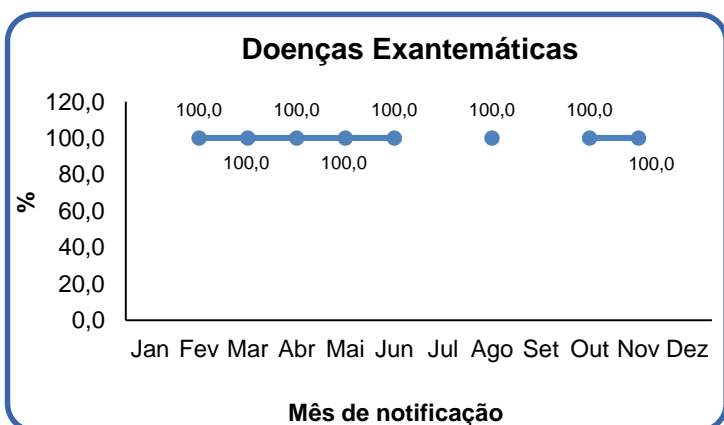 Doenças Exantemáticas
120,0
100,0
80,0
60,0
40,0
20,0
0,0
%
100,0 100,0 100,0 100,0 100,0
100,0 100,0 100,0
Jan Fev Mar Abr Mai Jun Jul Ago Set Out Nov Dez
Mês de notificação